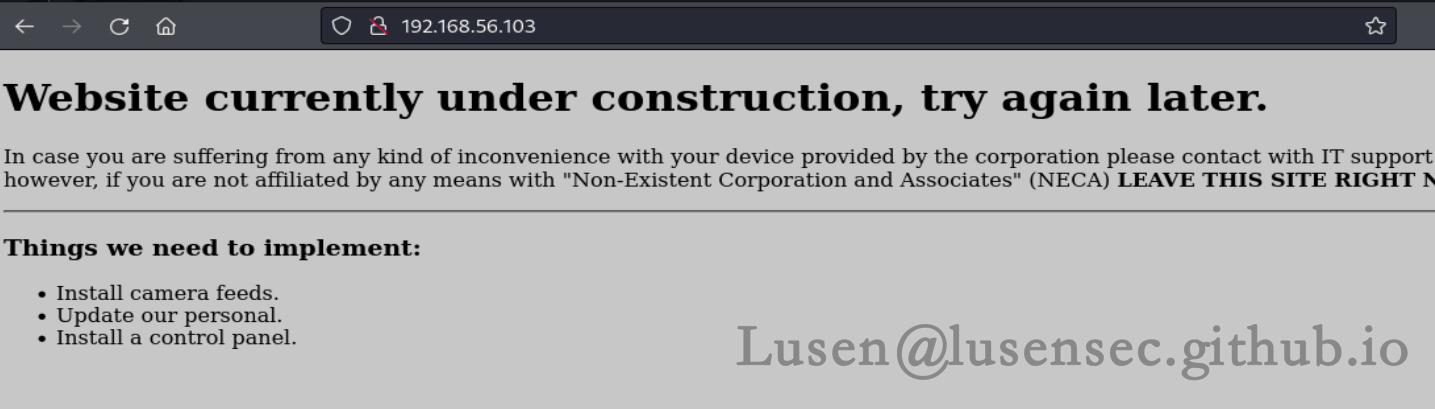 192.168.56.103
Website currently under construction, try again later.
In case you are suffering from any kind of inconvenience with your device provided by the corporation please contact with IT support
however, if you are not affiliated by any means with "Non-Existent Corporation and Associates" (NECA) LEAVE THIS SITE RIGHT
Things we need to implement:
• Install camera feeds.
• Update our personal.
• Install a control panel.
Lusen@lusensec.github.io